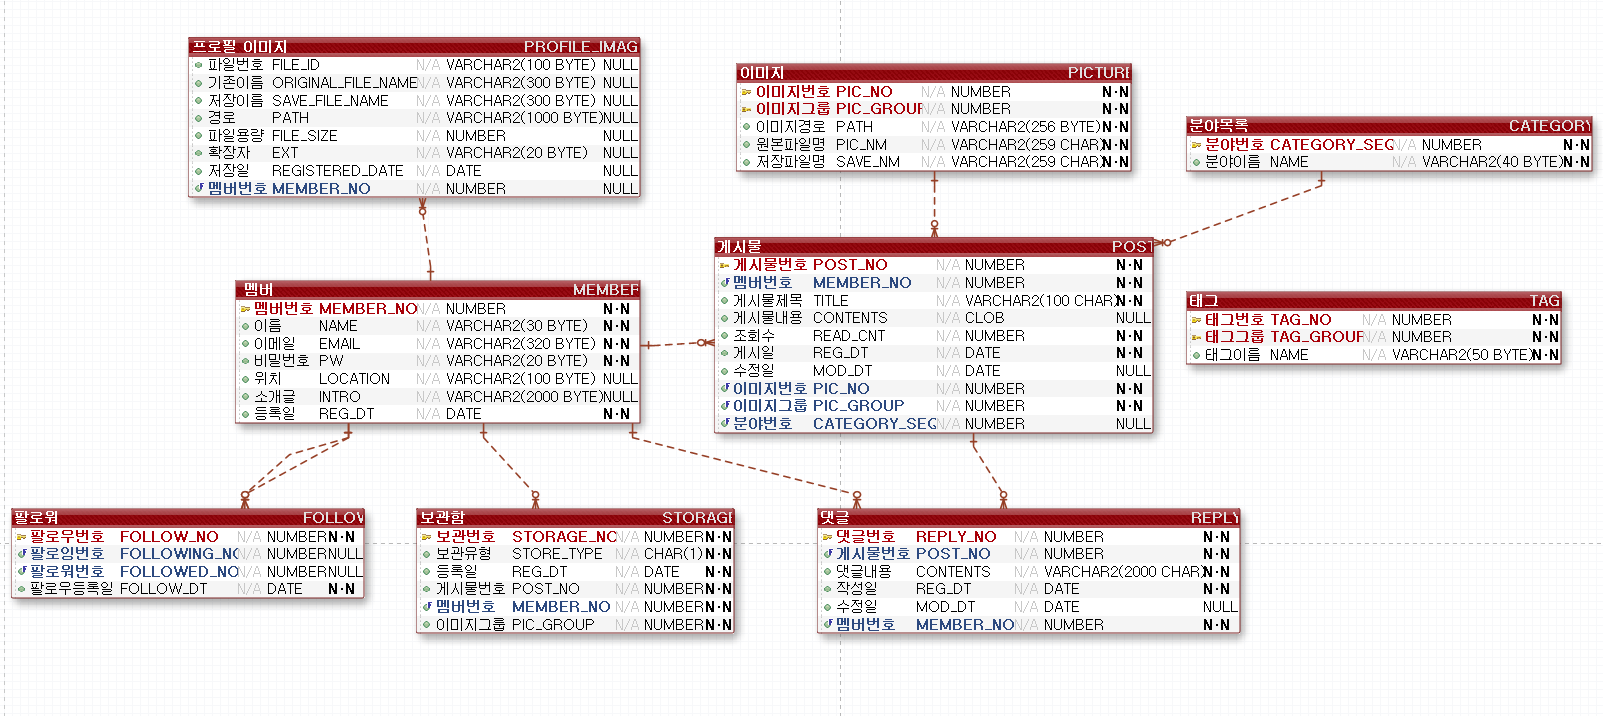 프로필 이미지 PROFILE_IMAG
파일번호 FILE_ID N/A VARCHAR2(100 BYTE) NULL
기존이름 ORIGINAL_FILE_NAME N/A VARCHAR2(300 BYTE) NULL
저장이름 SAVE_FILE_NAME N/A VARCHAR2(300 BYTE) NULL
경로 PATH N/A VARCHAR2(1000 BYTE) NULL
파일용량 FILE_SIZE N/A NUMBER NULL
확장자 EXT N/A VARCHAR2(20 BYTE) NULL
저장일 REGISTERED_DATE N/A DATE NULL
멤버번호 MEMBER_NO N/A NUMBER NULL
이미지 PICTURE
이미지번호 PIC_NO N/A NUMBER N·N
이미지그룹 PIC_GROUP N/A NUMBER N·N
이미지경로 PATH N/A VARCHAR2(256 BYTE) N·N
원본파일명 PIC_NM N/A VARCHAR2(259 CHAR) N·N
저장파일명 SAVE_NM N/A VARCHAR2(259 CHAR) N·N
분야목록 CATEGORY
분야번호 CATEGORY_SEQ N/A NUMBER N·N
분야이름 NAME N/A VARCHAR2(40 BYTE) N·N
멤버 MEMBER
멤버번호 MEMBER_NO N/A NUMBER N·N
이름 NAME N/A VARCHAR2(30 BYTE) N·N
이메일 EMAIL N/A VARCHAR2(320 BYTE) N·N
비밀번호 PW N/A VARCHAR2(20 BYTE) N·N
위치 LOCATION N/A VARCHAR2(100 BYTE) NULL
소개글 INTRO N/A VARCHAR2(2000 BYTE) NULL
등록일 REG_DT N/A DATE N·N
게시물 POST
게시물번호 POST_NO N/A NUMBER N·N
멤버번호 MEMBER_NO N/A NUMBER N·N
게시물제목 TITLE N/A VARCHAR2(100 CHAR) N·N
게시물내용 CONTENTS N/A CLOB NULL
조회수 READ_CNT N/A NUMBER N·N
게시일 REG_DT N/A DATE N·N
수정일 MOD_DT N/A DATE NULL
이미지번호 PIC_NO N/A NUMBER N·N
이미지그룹 PIC_GROUP N/A NUMBER N·N
분야번호 CATEGORY_SEQ N/A NUMBER NULL
태그 TAG
태그번호 TAG_NO N/A NUMBER N·N
태그그룹 TAG_GROUP N/A NUMBER N·N
태그이름 NAME N/A VARCHAR2(50 BYTE) N·N
팔로워 FOLLOV
팔로우번호 FOLLOW_NO N/A NUMBER N·N
팔로잉번호 FOLLOWING_NO N/A NUMBER NULL
팔로워번호 FOLLOWED_NO N/A NUMBER NULL
팔로우등록일 FOLLOW_DT N/A DATE N·N
보관함 STORAGE
보관번호 STORAGE_NO N/A NUMBER N·N
보관유형 STORE_TYPE N/A CHAR(1) N·N
등록일 REG_DT N/A DATE N·N
게시물번호 POST_NO N/A NUMBER N·N
멤버번호 MEMBER_NO N/A NUMBER N·N
이미지그룹 PIC_GROUP N/A NUMBER N·N
댓글 REPLY
댓글번호 REPLY_NO N/A NUMBER N·N
게시물번호 POST_NO N/A NUMBER N·N
댓글내용 CONTENTS N/A VARCHAR2(2000 CHAR) N·N
작성일 REG_DT N/A DATE N·N
수정일 MOD_DT N/A DATE NULL
멤버번호 MEMBER_NO N/A NUMBER N·N